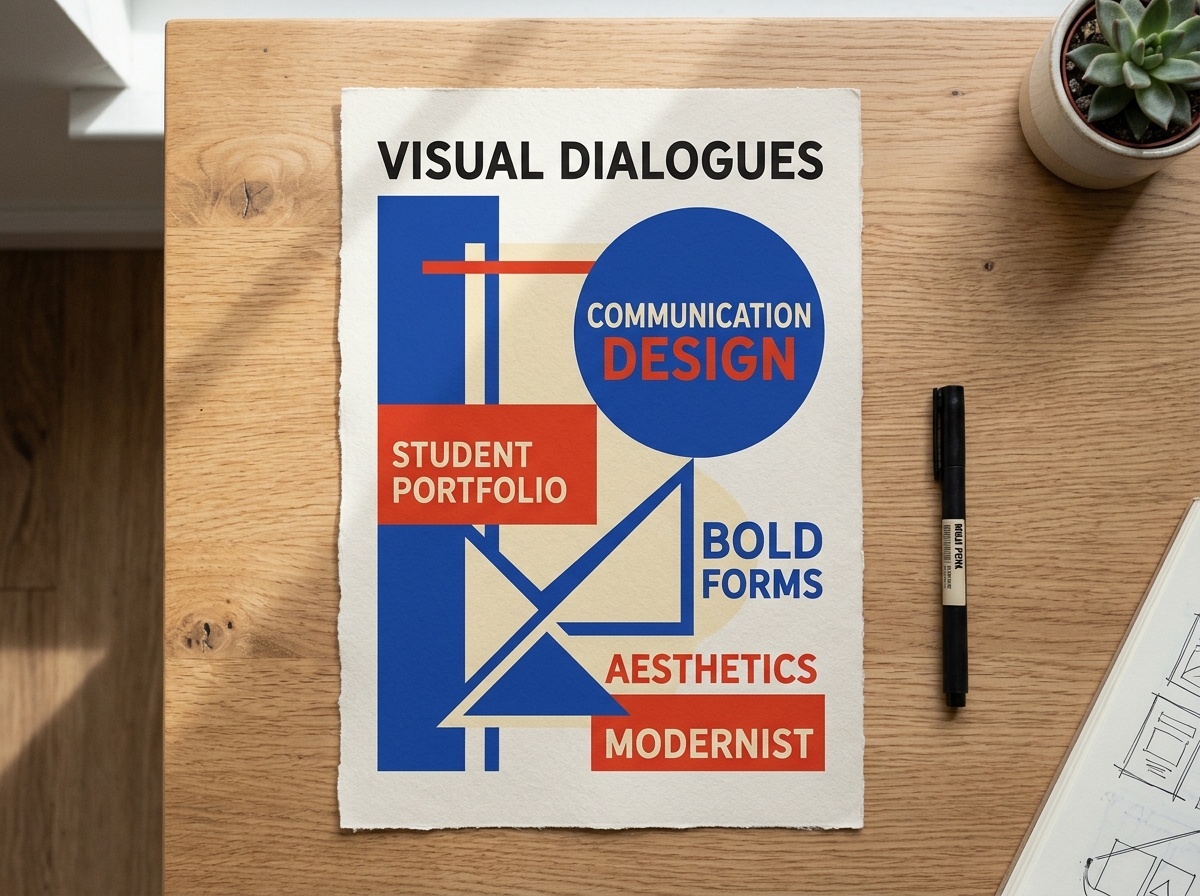 VISUAL DIALOGUES
COMMUNICATION
DESIGN
STUDENT
PORTFOLIO
BOLD
FORMS
AESTHETICS
MODERNIST